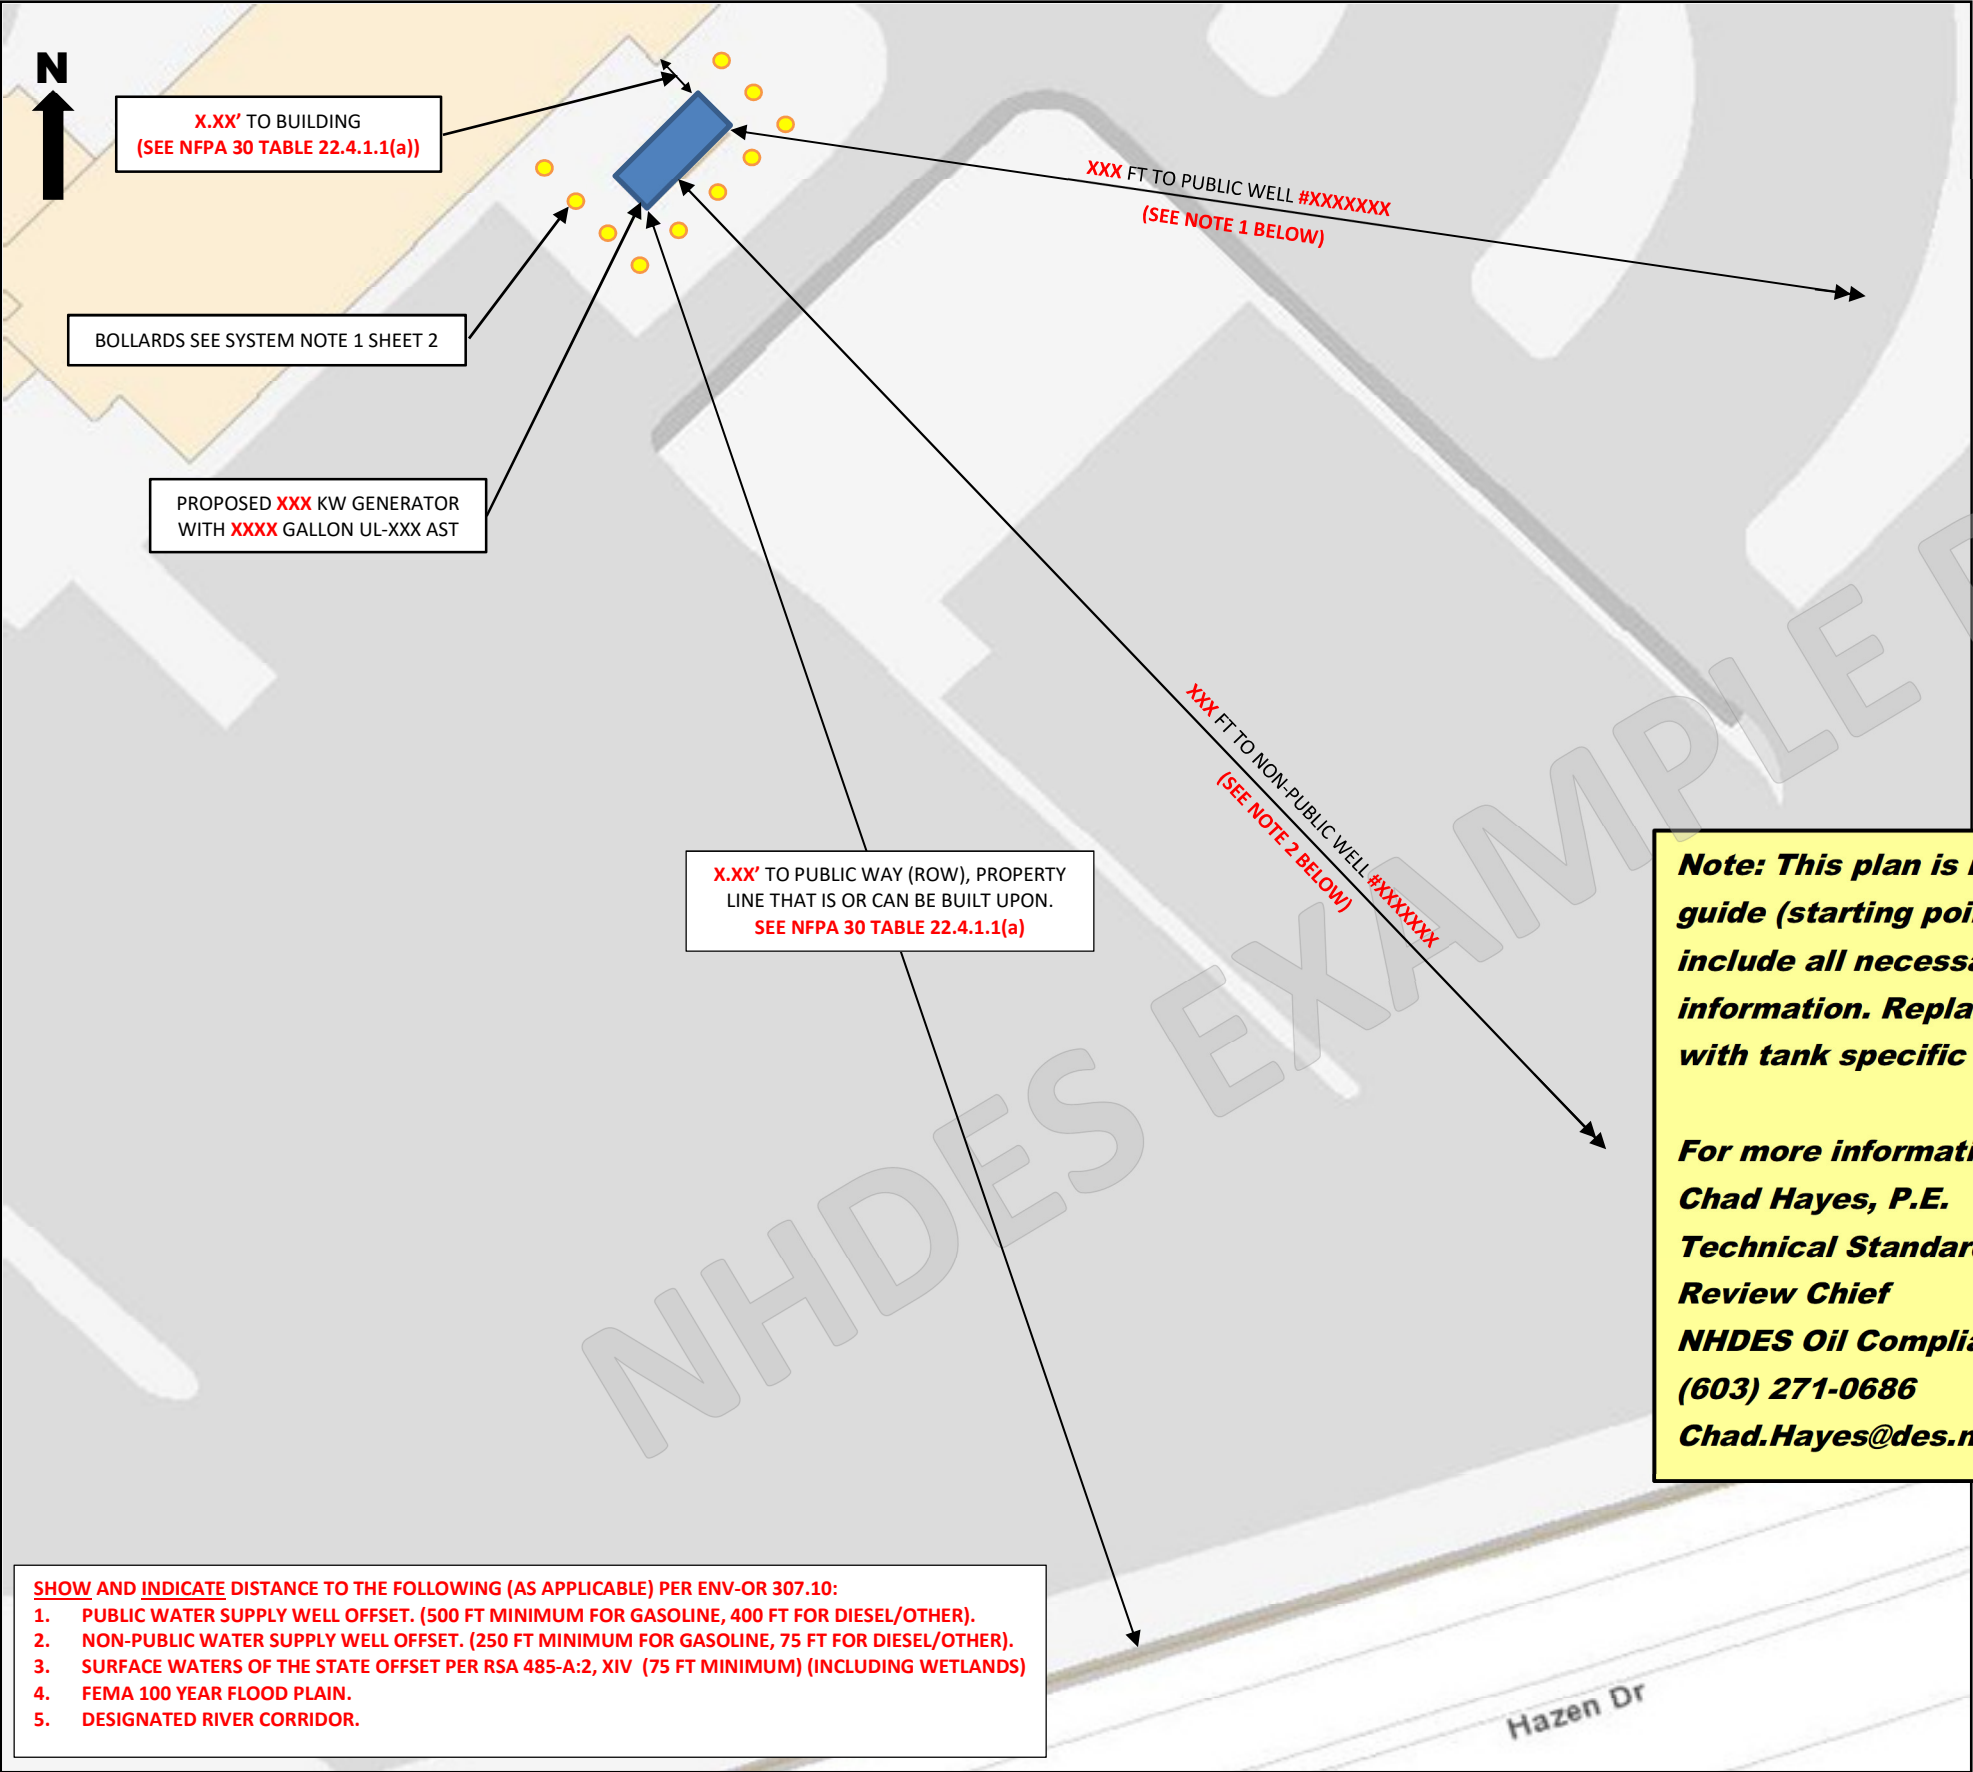 N
X.XX’ TO BUILDING
(SEE NFPA 30 TABLE 22.4.1.1(a))
BOLLARDS SEE SYSTEM NOTE 1 SHEET 2
PROPOSED XXX KW GENERATOR
WITH XXXX GALLON UL-XXX AST
XXX FT TO PUBLIC WELL #XXXXXXX
(SEE NOTE 1 BELOW)
XXX FT TO NON-PUBLIC WELL #XXXXXXX
(SEE NOTE 2 BELOW)
X.XX’ TO PUBLIC WAY (ROW), PROPERTY
LINE THAT IS OR CAN BE BUILT UPON.
SEE NFPA 30 TABLE 22.4.1.1(a)
NHDES EXAMPLE
Note: This plan is
guide (starting
include all
information.
with tank specific
For more
Chad Hayes, P.E.
Technical
Review Chief
NHDES Oil
(603) 271-0686
SHOW AND INDICATE DISTANCE TO THE FOLLOWING (AS APPLICABLE) PER ENV-OR 307.10:
1. PUBLIC WATER SUPPLY WELL OFFSET. (500 FT MINIMUM FOR GASOLINE, 400 FT FOR DIESEL/OTHER).
2. NON-PUBLIC WATER SUPPLY WELL OFFSET. (250 FT MINIMUM FOR GASOLINE, 75 FT FOR DIESEL/OTHER).
3. SURFACE WATERS OF THE STATE OFFSET PER RSA 485-A:2, XIV (75 FT MINIMUM) (INCLUDING WETLANDS)
4. FEMA 100 YEAR FLOOD PLAIN.
5. DESIGNATED RIVER CORRIDOR.
Hazen Dr